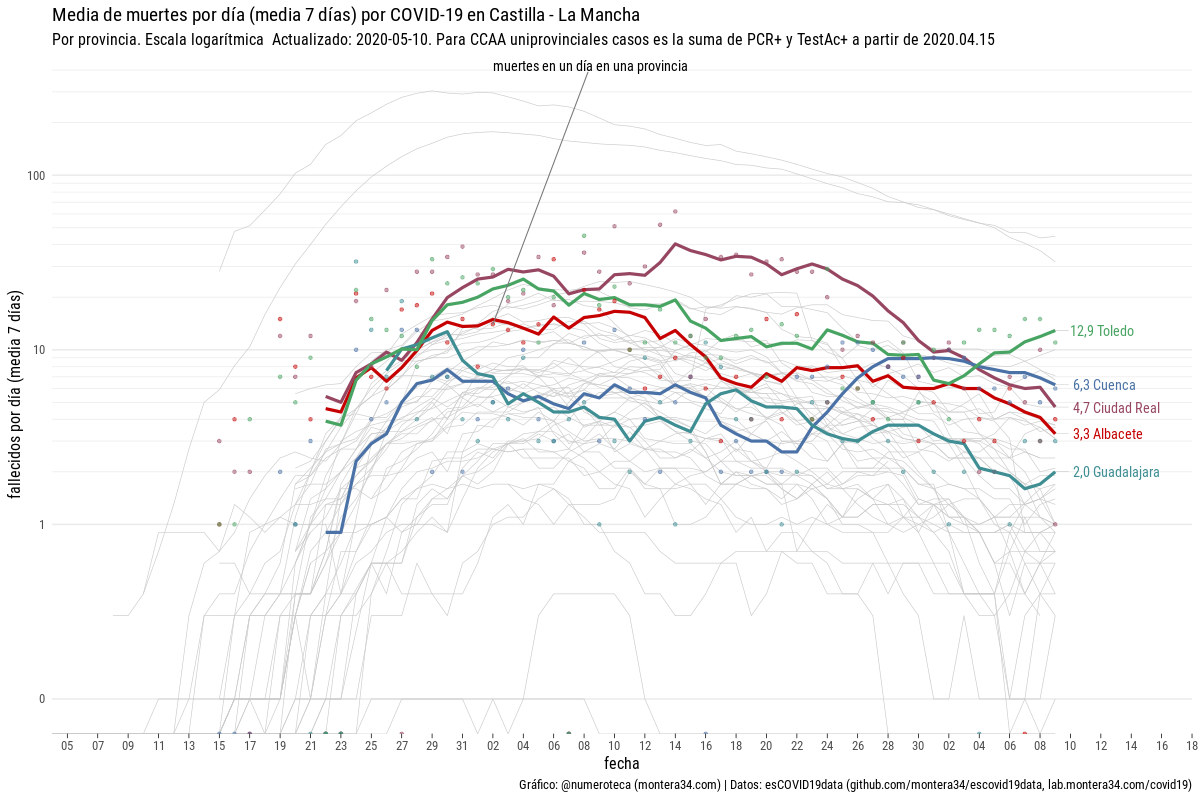 Media de muertes por día (media 7 días) por COVID-19 en Castilla - La Mancha
Por provincia. Escala logarítmica  Actualizado: 2020-05-10. Para CCAA uniprovinciales casos es la suma de PCR+ y TestAc+ a partir de 2020.04.15
muertes en un día en una provincia
fallecidos por día (media  7 días)
100
10
1
0
12,9 Toledo
6,3 Cuenca
4,7 Ciudad Real
3,3 Albacete
2,0 Guadalajara
05 07 09 11 13 15 17 19 21 23 25 27 29 31 02 04 06 08 10 12 14 16 18 20 22 24 26 28 30 02 04 06 08 10 12 14 16 18
fecha
Gráfico: @numeroteca (montera34.com) | Datos: esCOVID19data (github.com/montera34/escovid19data, lab.montera34.com/covid19)